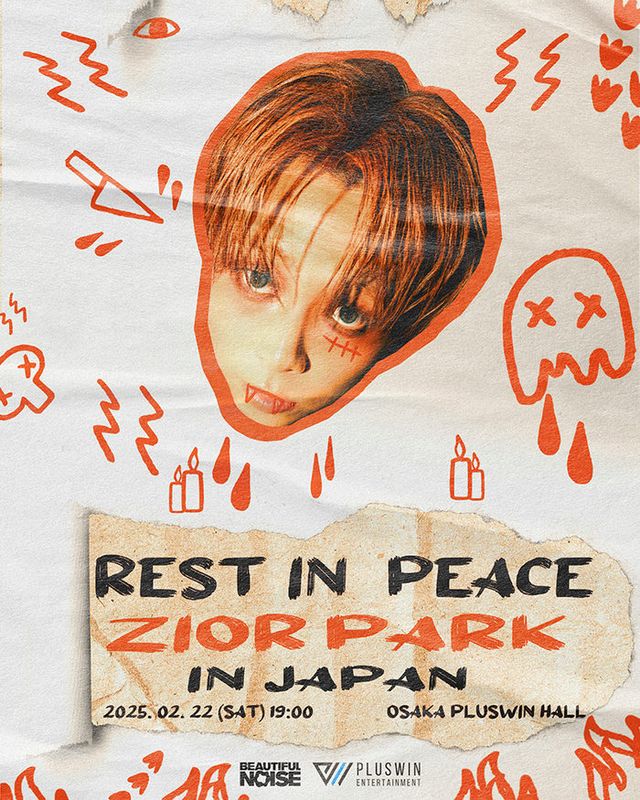 REST IN PEACE
ZIOR PARK
IN JAPAN
2025. 02. 22 (SAT) 19:00 OSAKA PLUSWIN HALL
BEAUTIFUL
NOISE
PLUSWIN
ENTERTAINMENT